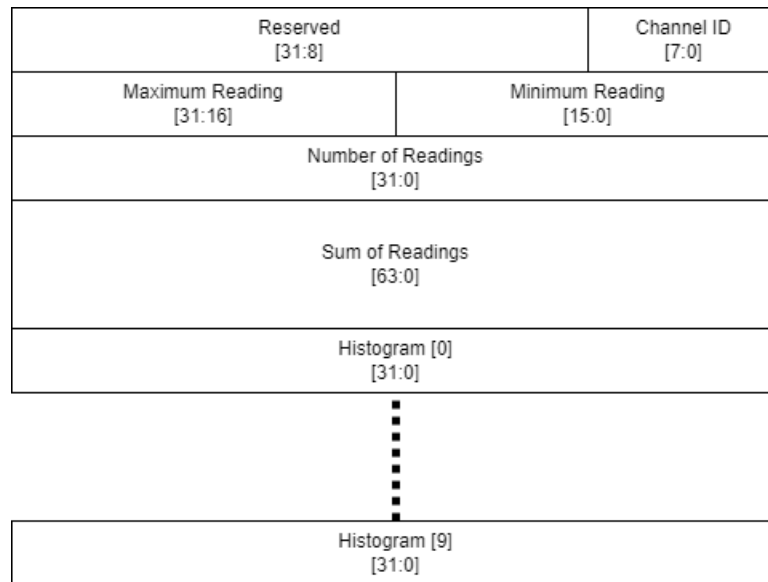 Reserved
[31:8]
Channel ID
[7:0]
Maximum Reading
[31:16]
Minimum Reading
[15:0]
Number of Readings
[31:0]
Sum of Readings
[63:0]
Histogram [0]
[31:0]
Histogram [9]
[31:0]